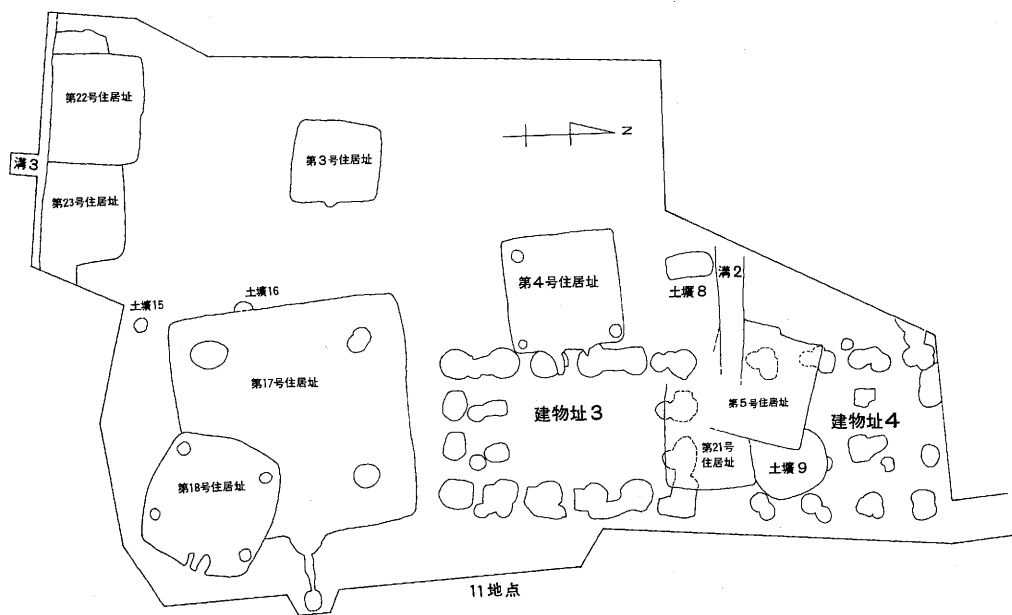 第22号住居址
溝3
第23号住居址
第3号住居址
N
第4号住居址
土壙8
溝2
土壙15
土壙16
第17号住居址
第18号住居址
建物址3
第5号住居址
第21号
住居址
土壙9
建物址4
11地点